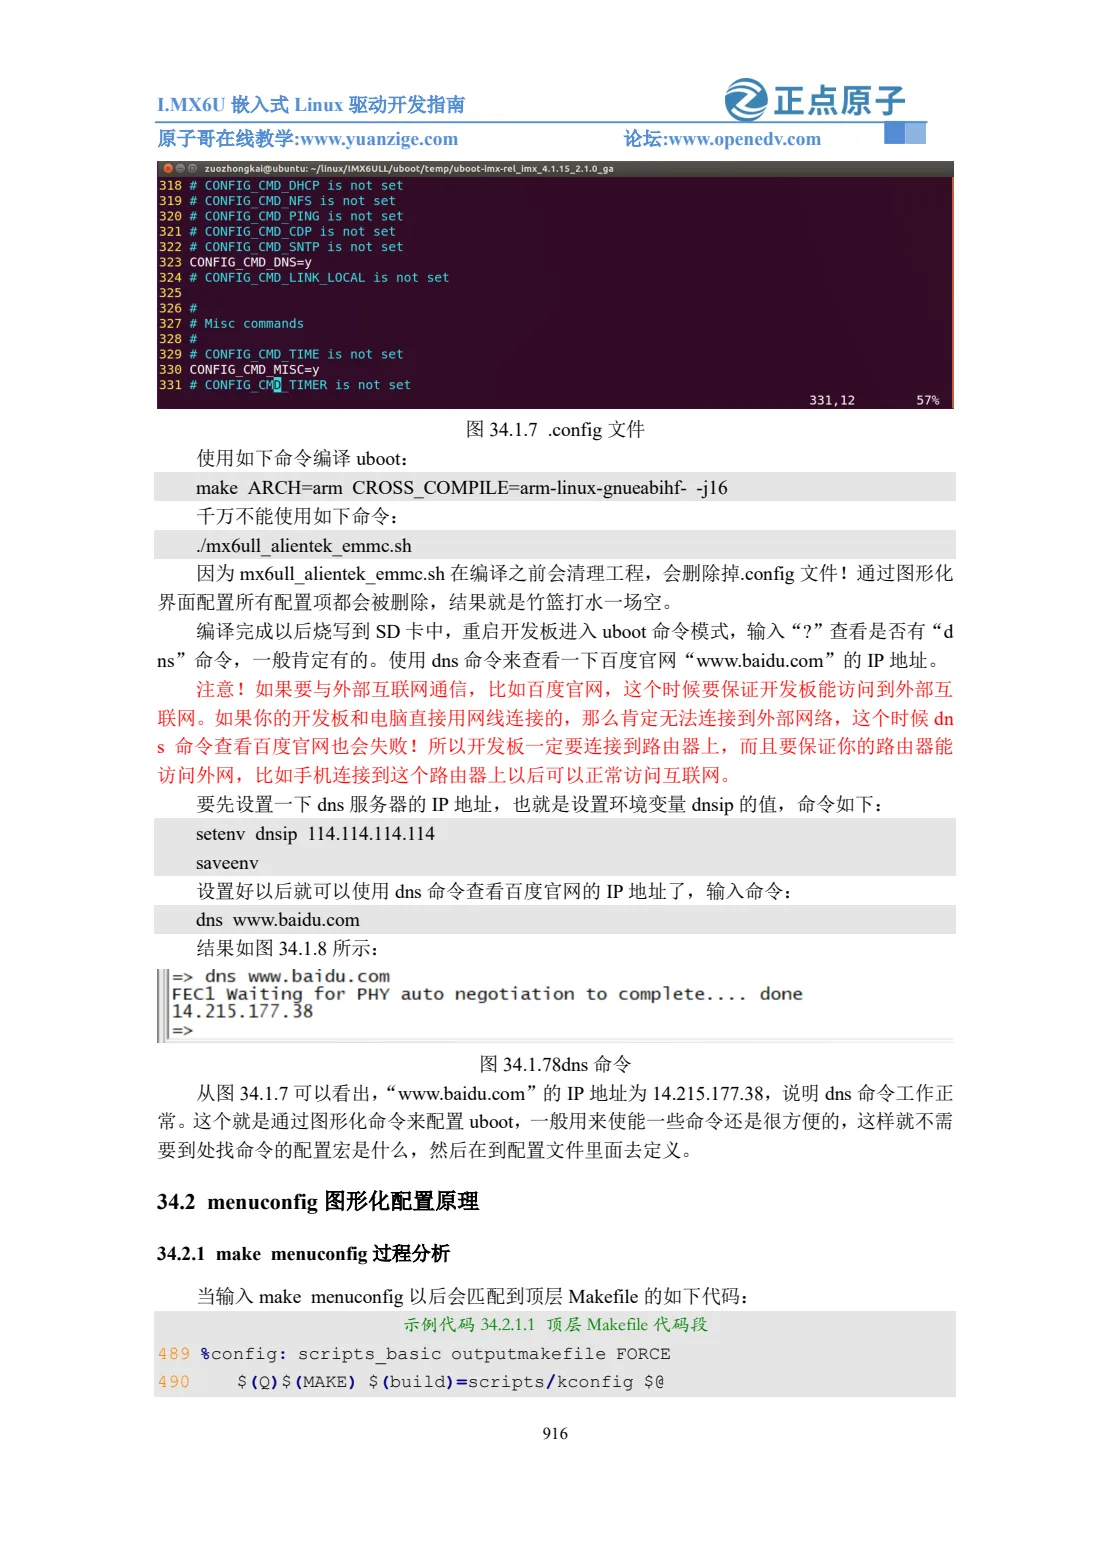 I.MX6U 嵌入式 Linux 驱动开发指南
正点原子
原子哥在线教学:www.yuanzige.com 论坛:www.openedv.com
zuozhongkai@ubuntu: ~/linux/IMX6ULL/uboot/temp/uboot-imx-rel_imx_4.1.15_2.1.0_ga
318 # CONFIG_CMD_DHCP is not set
319 # CONFIG_CMD_NFS is not set
320 # CONFIG_CMD_PING is not set
321 # CONFIG_CMD_CDP is not set
322 # CONFIG_CMD_SNTP is not set
323 CONFIG_CMD_DNS=y
324 # CONFIG_CMD_LINK_LOCAL is not set
325
326 #
327 # Misc commands
328 #
329 # CONFIG_CMD_TIME is not set
330 CONFIG_CMD_MISC=y
331 # CONFIG_CMD_TIMER is not set
331,12 57%
图 34.1.7 .config 文件
使用如下命令编译 uboot：
make ARCH=arm CROSS_COMPILE=arm-linux-gnueabihf- -j16
千万不能使用如下命令：
./mx6ull_alientek_emmc.sh
因为 mx6ull_alientek_emmc.sh 在编译之前会清理工程，会删除掉.config 文件！通过图形化
界面配置所有配置项都会被删除，结果就是竹篮打水一场空。
编译完成以后烧写到 SD 卡中，重启开发板进入 uboot 命令模式，输入“?”查看是否有“d
ns”命令，一般肯定有的。使用 dns 命令来查看一下百度官网“www.baidu.com”的 IP 地址。
注意！如果要与外部互联网通信，比如百度官网，这个时候要保证开发板能访问到外部互
联网。如果你的开发板和电脑直接用网线连接的，那么肯定无法连接到外部网络，这个时候 dn
s 命令查看百度官网也会失败！所以开发板一定要连接到路由器上，而且要保证你的路由器能
访问外网，比如手机连接到这个路由器上以后可以正常访问互联网。
要先设置一下 dns 服务器的 IP 地址，也就是设置环境变量 dnsip 的值，命令如下：
setenv dnsip 114.114.114.114
saveenv
设置好以后就可以使用 dns 命令查看百度官网的 IP 地址了，输入命令：
dns www.baidu.com
结果如图 34.1.8 所示：
=> dns www.baidu.com
FEC1 Waiting for PHY auto negotiation to complete.... done
14.215.177.38
=>
图 34.1.78dns 命令
从图 34.1.7 可以看出，“www.baidu.com”的 IP 地址为 14.215.177.38，说明 dns 命令工作正
常。这个就是通过图形化命令来配置 uboot，一般用来使能一些命令还是很方便的，这样就不需
要到处找命令的配置宏是什么，然后在到配置文件里面去定义。
34.2 menuconfig 图形化配置原理
34.2.1 make menuconfig 过程分析
当输入 make menuconfig 以后会匹配到顶层 Makefile 的如下代码：
示例代码 34.2.1.1 顶层 Makefile 代码段
489 %config: scripts_basic outputmakefile FORCE
490 $(Q)$(MAKE) $(build)=scripts/kconfig $@
916